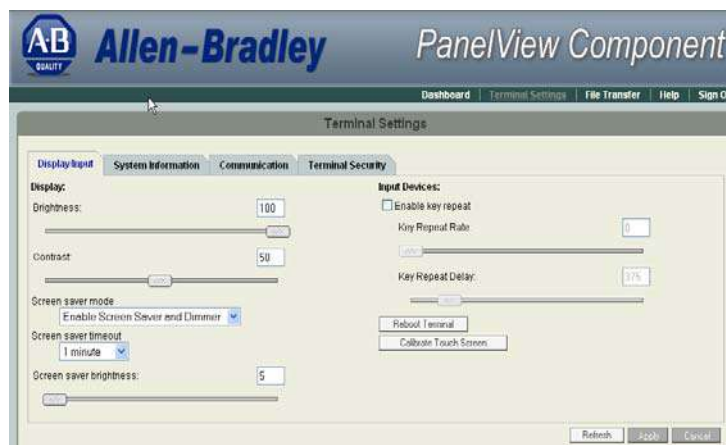 AB
QUALITY
Allen-Bradley
PanelView Component
Dashboard | Terminal Settings | File Transfer | Help | Sign O
Terminal Settings
Display/Input
System Information
Communication
Terminal Security
Display:
Brightness: 100
Contrast: 50
Screen saver mode
Enable Screen Saver and Dimmer
Screen saver timeout
1 minute
Screen saver brightness: 5
Input Devices:
Enable key repeat
Key Repeat Rate: 0
Key Repeat Delay: 375
Reboot Terminal
Calibrate Touch Screen
Refresh
Apply
Cancel